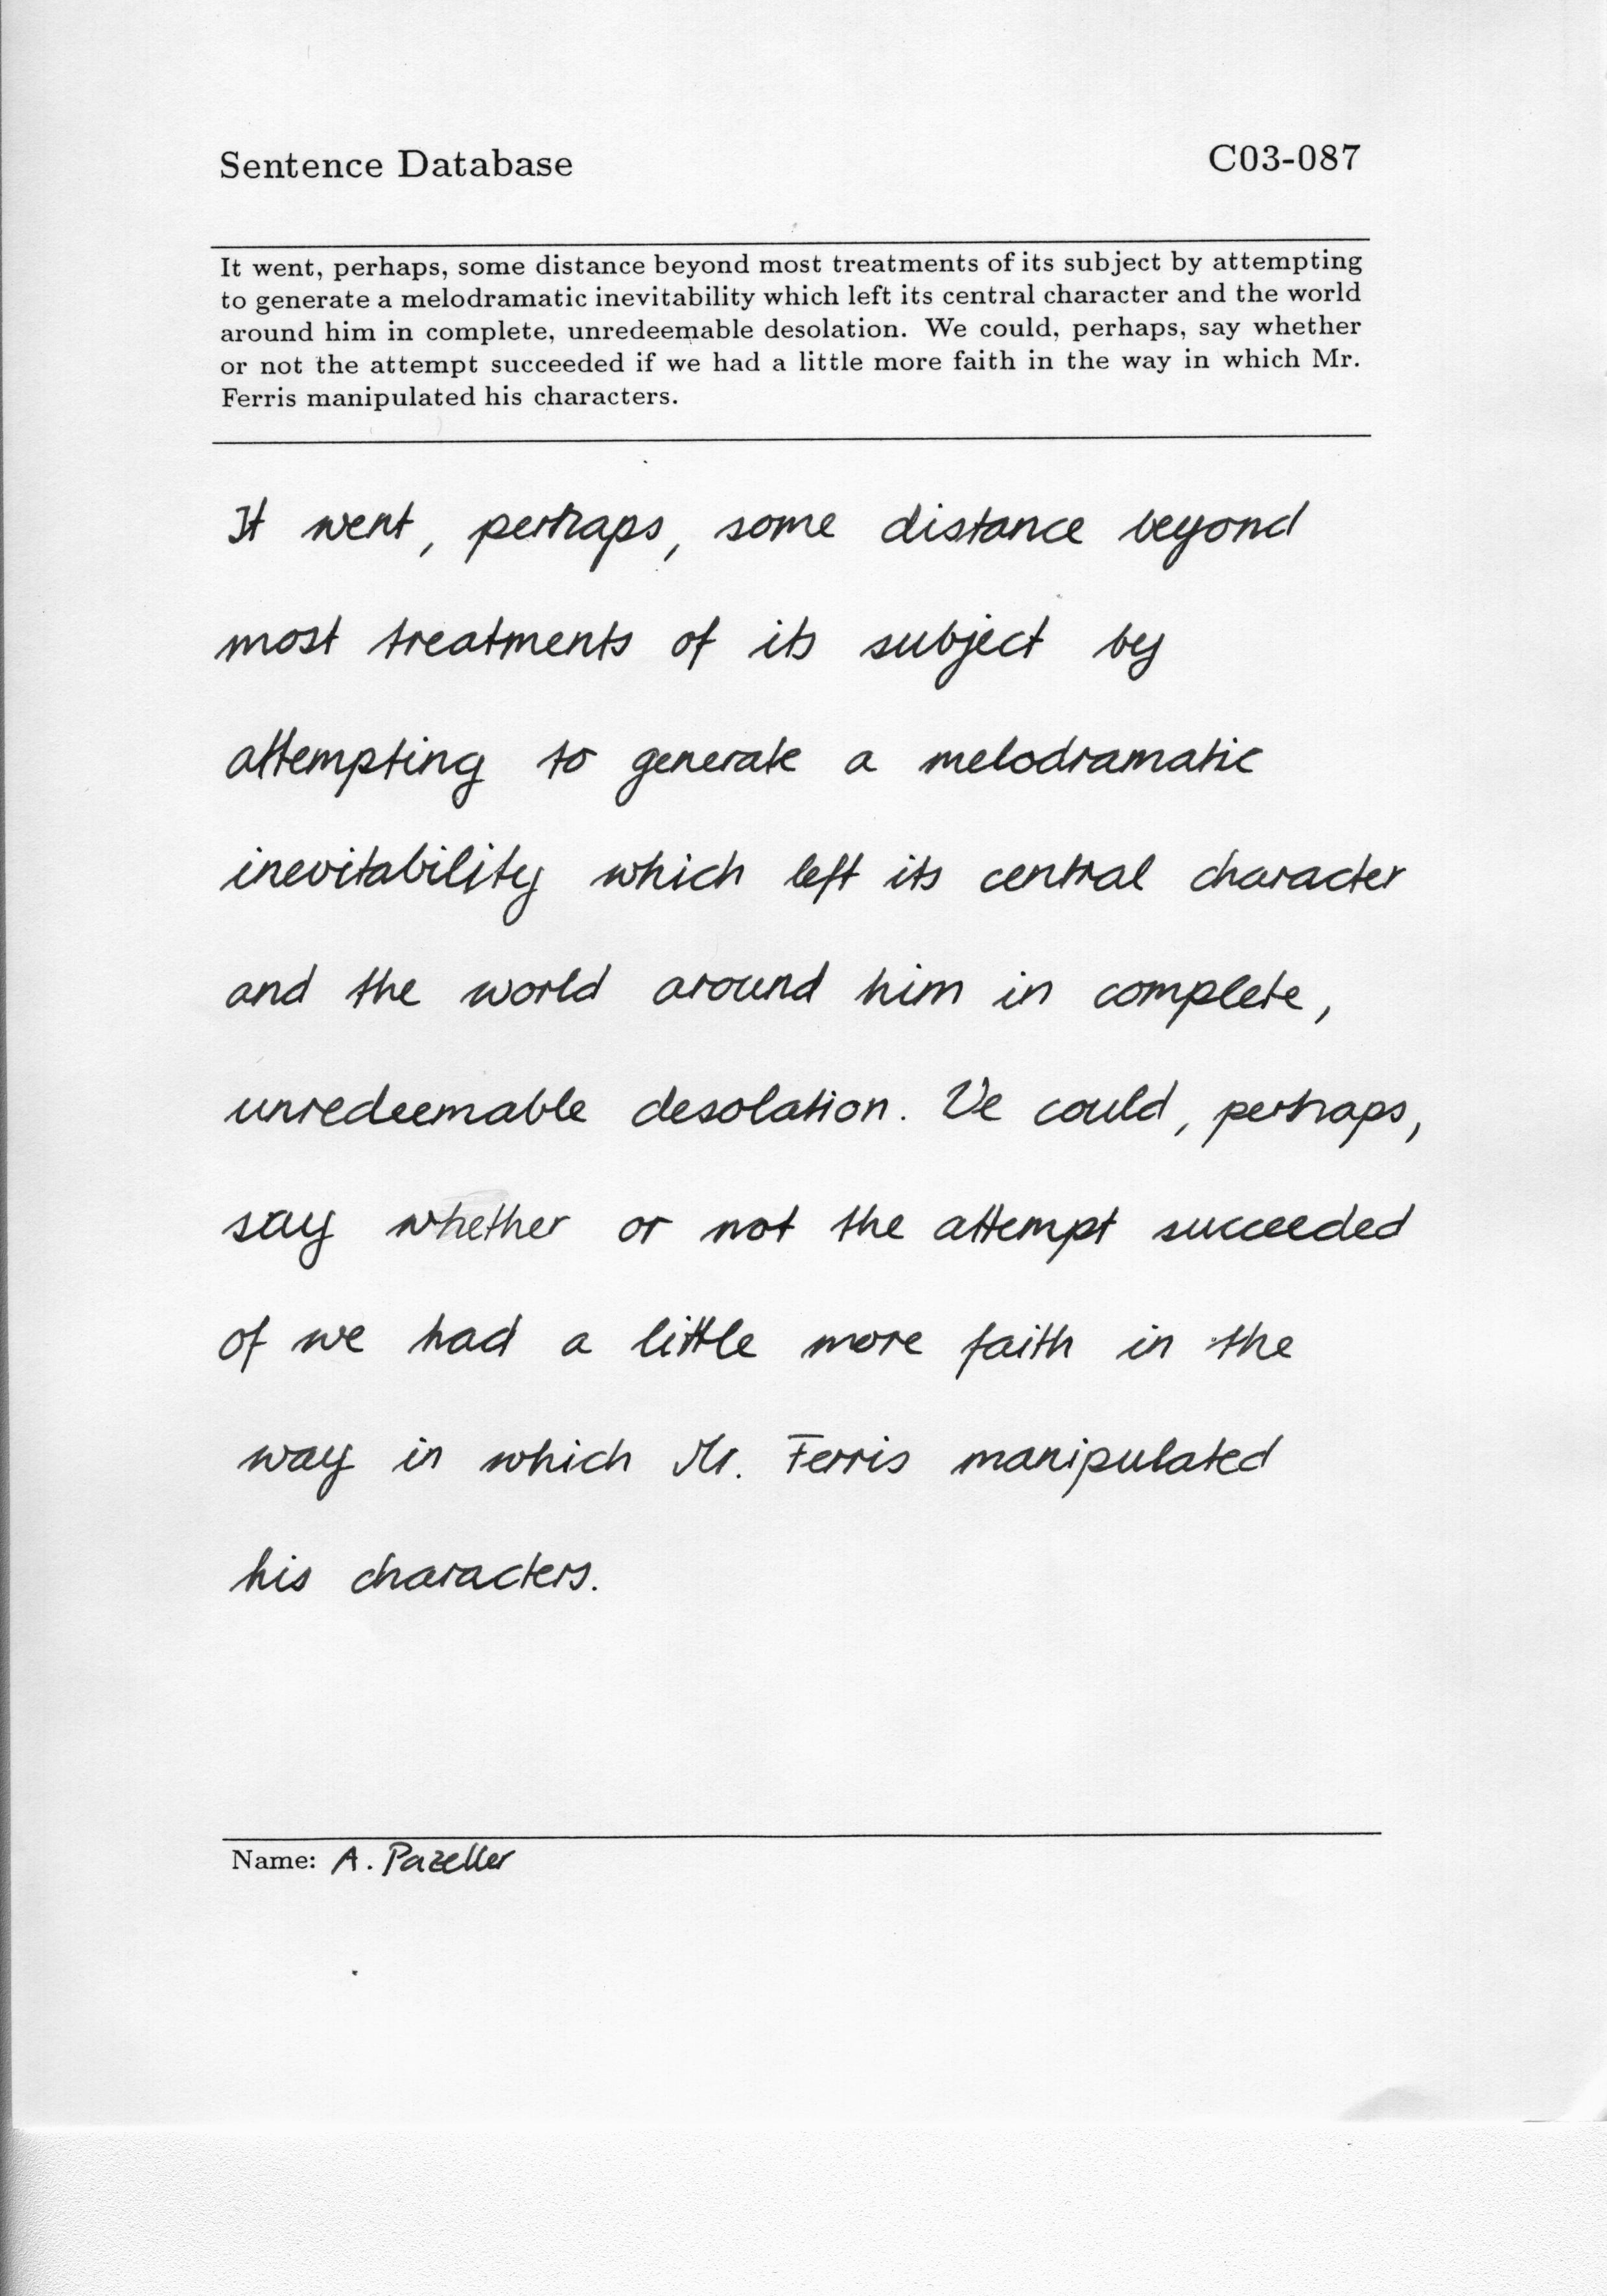 Sentence Database
C03-087
It went, perhaps, some distance beyond most treatments of its subject by attempting
to generate a melodramatic inevitability which left its central character and the world
around him in complete, unredeemable desolation. We could, perhaps, say whether
or not the attempt succeeded if we had a little more faith in the way in which Mr.
Ferris manipulated his characters.
It went, perhaps, some distance beyond
most treatments of its subject by
attempting to generate a melodramatic
inevitability which left its central character
and the world around him in complete,
unredeemable desolation. We could, perhaps,
say whether or not the attempt succeeded
of we had a little more faith in the
way in which Mr. Ferris manipulated
his characters.
Name: A. Pazeller